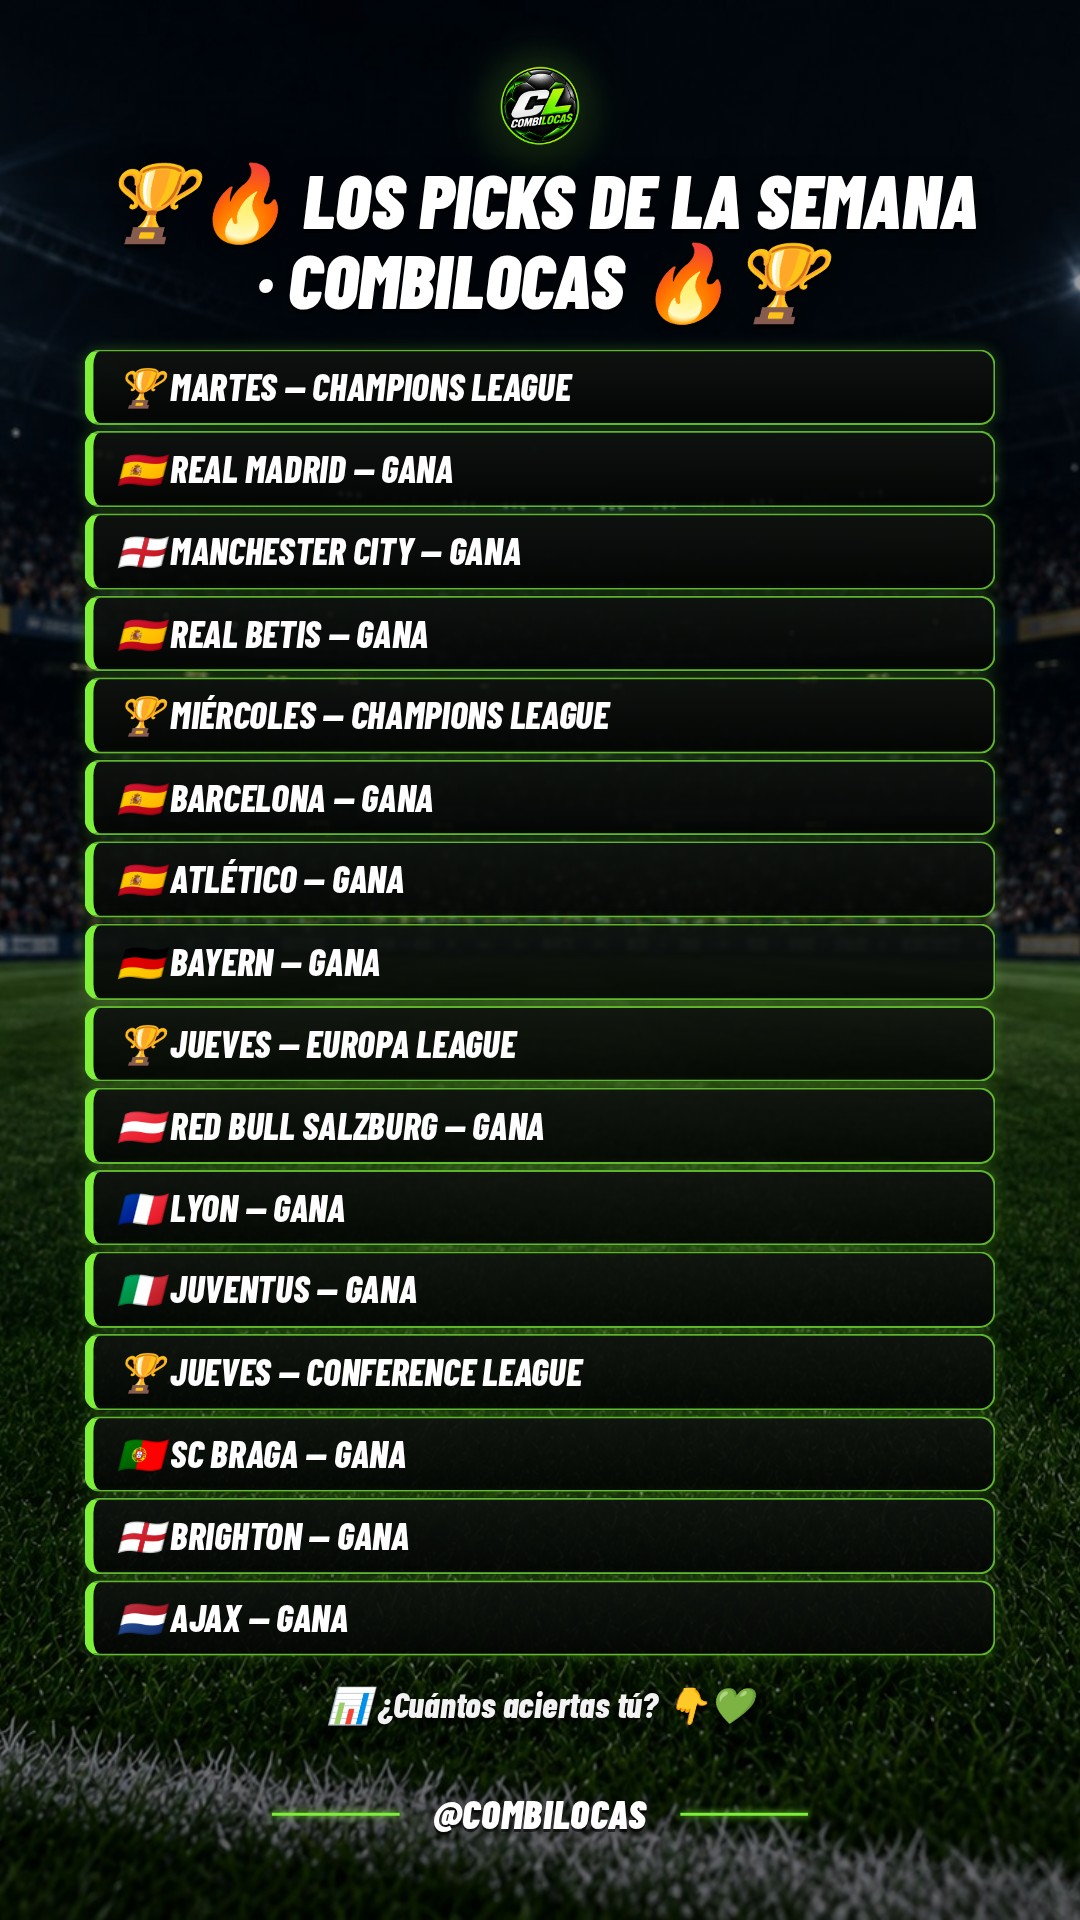 CL
COMBILOCAS
🏆🔥 LOS PICKS DE LA SEMANA
· COMBILOCAS 🔥🏆
🏆 MARTES – CHAMPIONS LEAGUE
🇪🇸 REAL MADRID – GANA
🏴󠁧󠁢󠁥󠁮󠁧󠁿 MANCHESTER CITY – GANA
🇪🇸 REAL BETIS – GANA
🏆 MIÉRCOLES – CHAMPIONS LEAGUE
🇪🇸 BARCELONA – GANA
🇪🇸 ATLÉTICO – GANA
🇩🇪 BAYERN – GANA
🏆 JUEVES – EUROPA LEAGUE
🇦🇹 RED BULL SALZBURG – GANA
🇫🇷 LYON – GANA
🇮🇹 JUVENTUS – GANA
🏆 JUEVES – CONFERENCE LEAGUE
🇵🇹 SC BRAGA – GANA
🏴󠁧󠁢󠁥󠁮󠁧󠁿 BRIGHTON – GANA
🇳🇱 AJAX – GANA
📊 ¿Cuántos aciertas tú? 👇💚
@COMBILOCAS